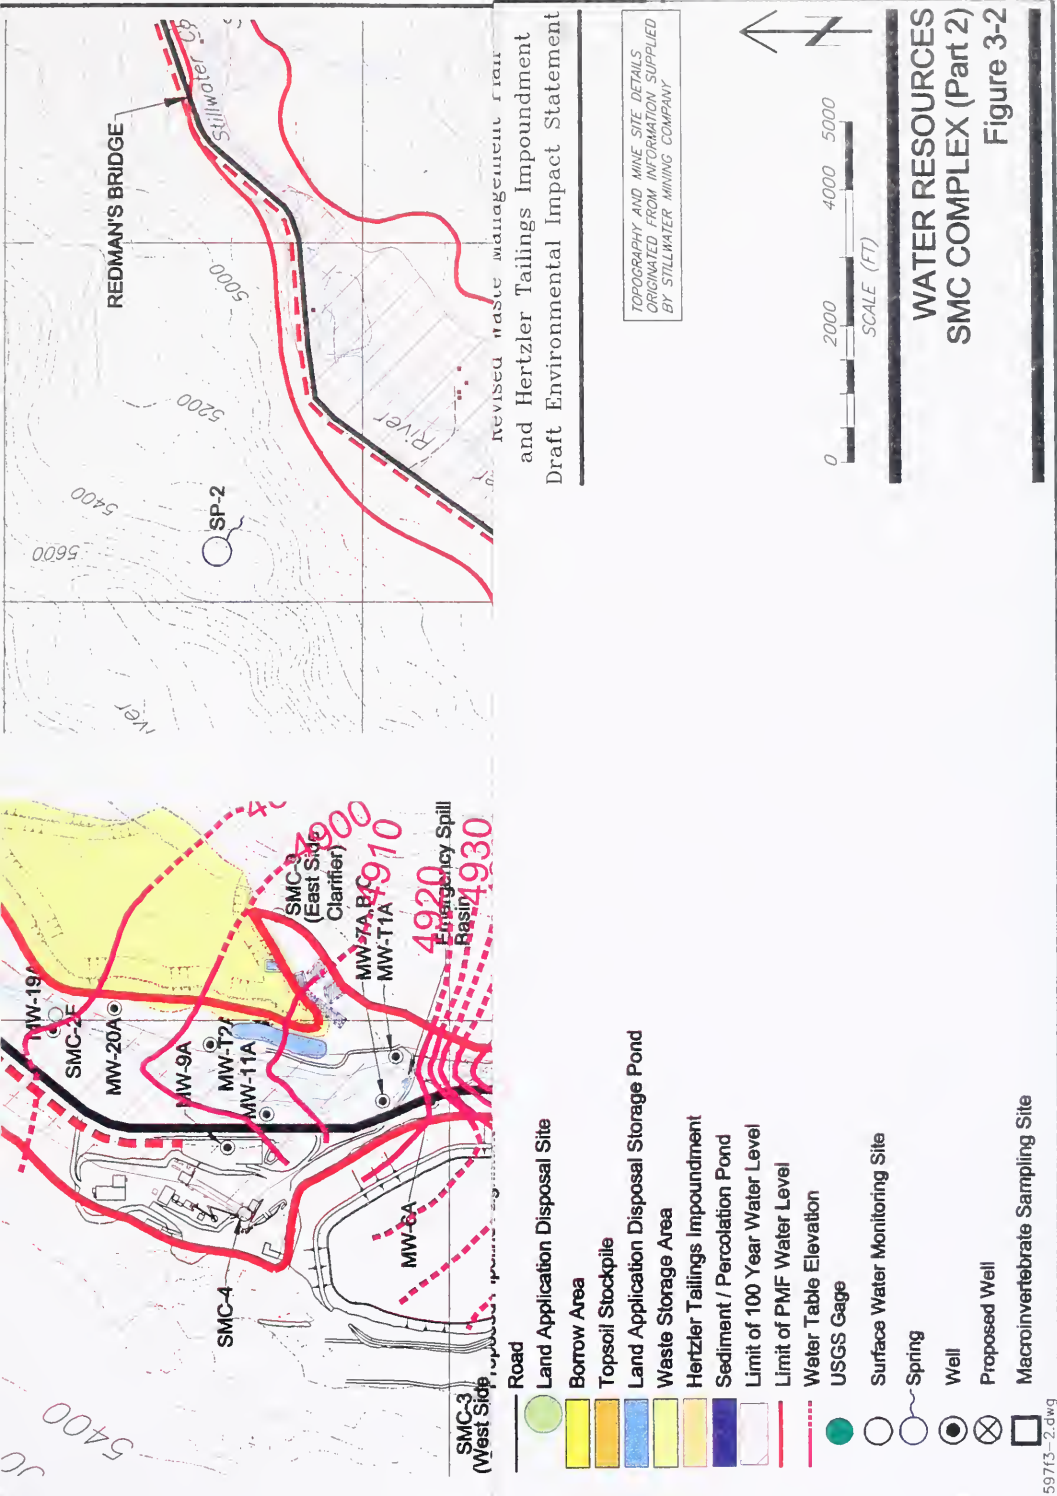 REDMAN'S BRIDGE
Stillwater
5000
5200
5400
5600
SP-2
River
Revised Waste Management Plan
and Hertzler Tailings Impoundment
Draft Environmental Impact Statement
TOPOGRAPHY AND MINE SITE DETAILS
ORIGINATED FROM INFORMATION SUPPLIED
BY STILLWATER MINING COMPANY
0 2000 4000 5000
SCALE (FT)
WATER RESOURCES
SMC COMPLEX (Part 2)
Figure 3-2
MW-19A
SMC-2E
MW-20A
MW-9A
MW-T2A
MW-11A
SMC-3
(East Side
Clarifier)
MW-7A,B,C
MW-T1A
Emergency Spill
Basin
4900
4910
4920
4930
MW-6A
SMC-4
SMC-3
(West Side
5400
Road
Land Application Disposal Site
Borrow Area
Topsoil Stockpile
Land Application Disposal Storage Pond
Waste Storage Area
Hertzler Tailings Impoundment
Sediment / Percolation Pond
Limit of 100 Year Water Level
Limit of PMF Water Level
Water Table Elevation
USGS Gage
Surface Water Monitoring Site
Spring
Well
Proposed Well
Macroinvertebrate Sampling Site
597f3-2.dwg